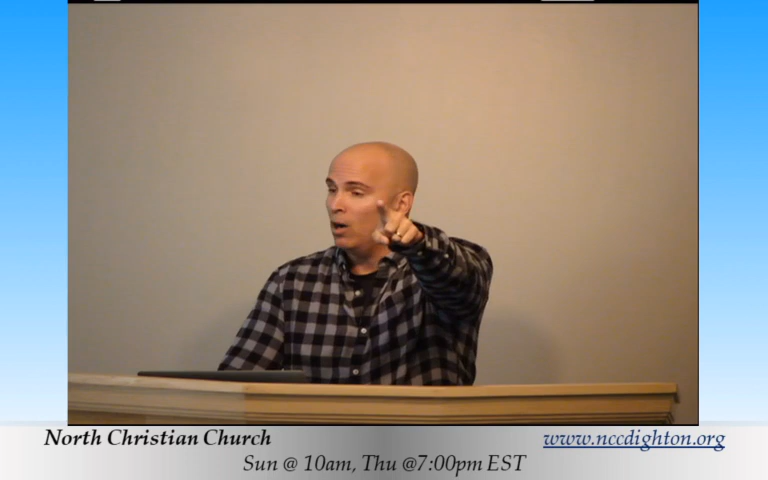 North Christian Church
www.nccdighton.org
Sun @ 10am, Thu @7:00pm EST